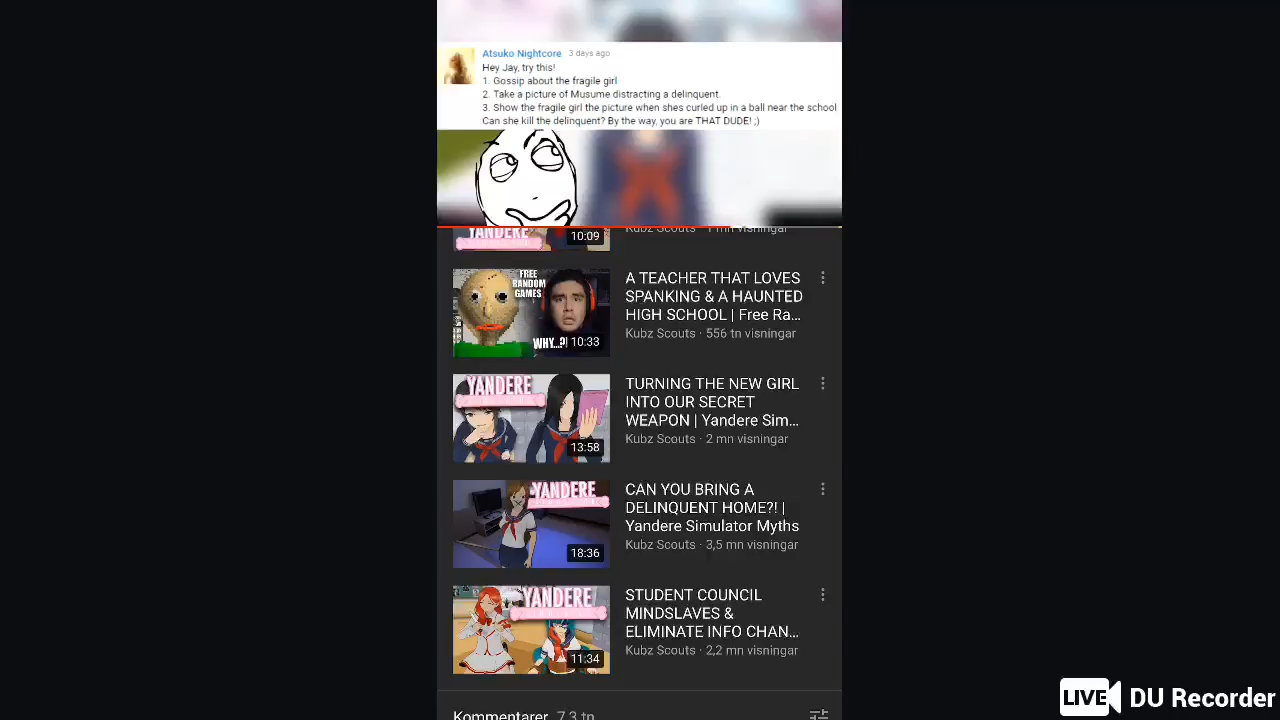 Atsuko Nightcore 3 days ago
Hey Jay, try this!
1. Gossip about the fragile girl
2. Take a picture of Musume distracting a delinquent.
3. Show the fragile girl the picture when shes curled up in a ball near the school
Can she kill the delinquent? By the way, you are THAT DUDE! ;)
YANDERE
10:09
Kubz Scouts · 1 mn visningar
FREE
RANDOM
GAMES
WHY...?!
10:33
A TEACHER THAT LOVES
SPANKING & A HAUNTED
HIGH SCHOOL | Free Ra...
Kubz Scouts · 556 tn visningar
YANDERE
13:58
TURNING THE NEW GIRL
INTO OUR SECRET
WEAPON | Yandere Sim...
Kubz Scouts · 2 mn visningar
YANDERE
18:36
CAN YOU BRING A
DELINQUENT HOME?! |
Yandere Simulator Myths
Kubz Scouts · 3,5 mn visningar
YANDERE
11:34
STUDENT COUNCIL
MINDSLAVES &
ELIMINATE INFO CHAN...
Kubz Scouts · 2,2 mn visningar
Kommentarer 7,3 tn
LIVE DU Recorder